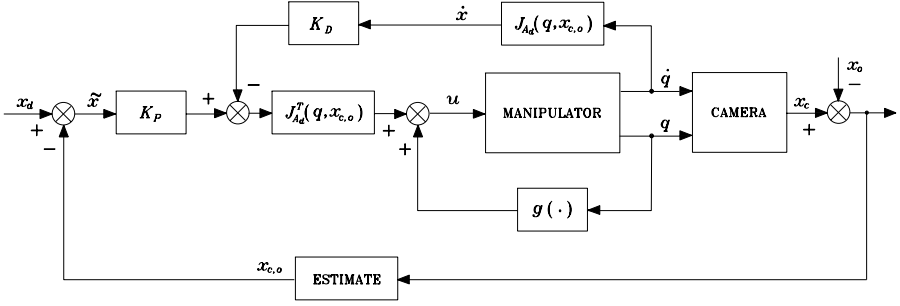 K_D
ẋ
J_{A_d}(q, x_{c,o})
−
q̇
x_o
−
x_d
+
−
x̃
K_P
+
J^T_{A_d}(q, x_{c,o})
+
+
u
MANIPULATOR
q
CAMERA
x_c
+
g(·)
x_{c,o}
ESTIMATE